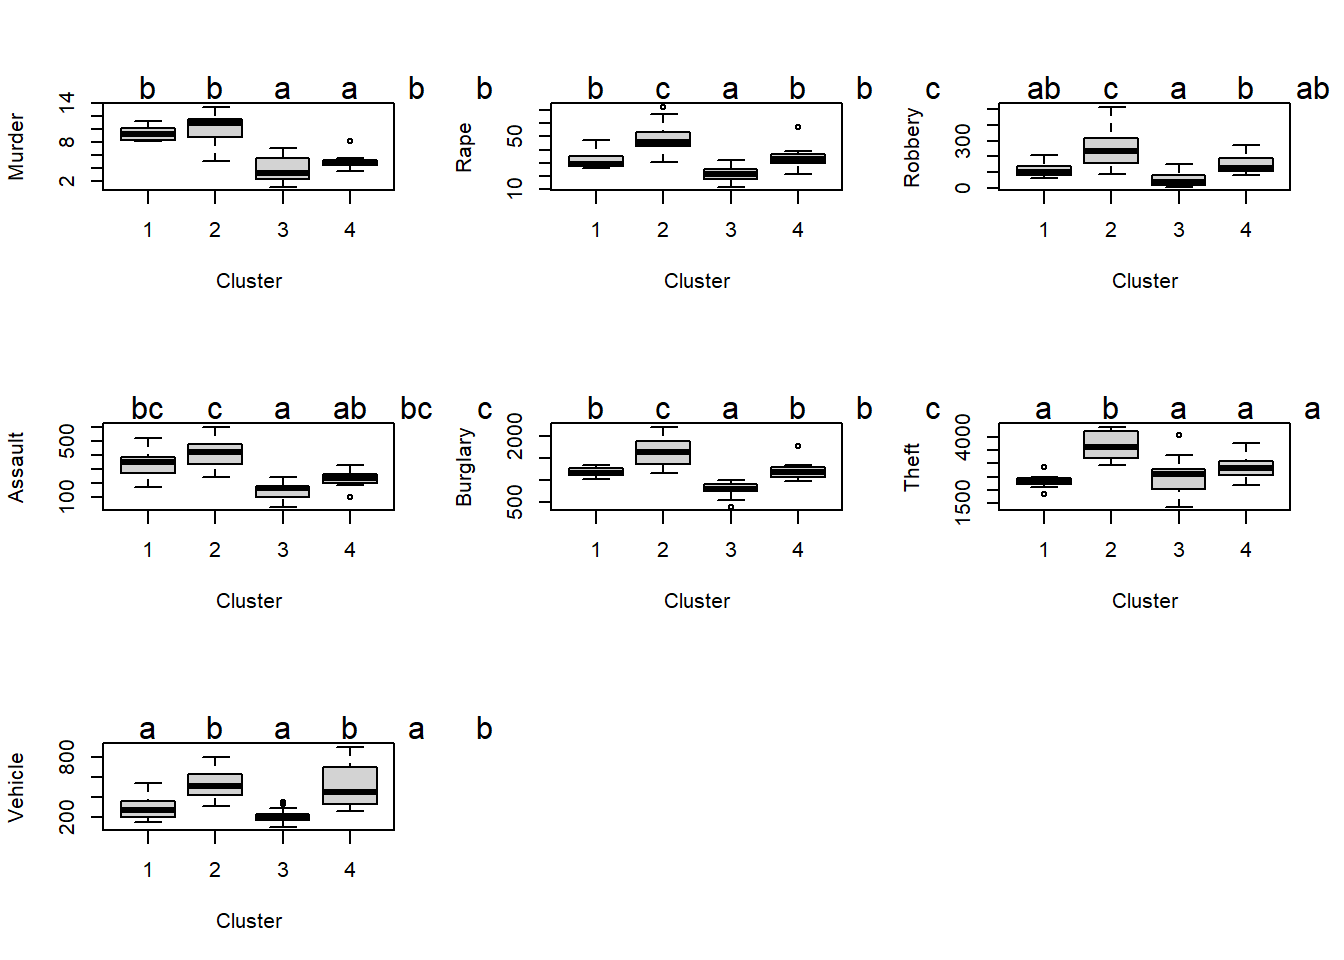 b b a a b b
Murder
14
8
2
1 2 3 4
Cluster
b c a b b c
Rape
50
10
1 2 3 4
Cluster
ab c a b ab
Robbery
300
0
1 2 3 4
Cluster
bc c a ab bc c
Assault
500
100
1 2 3 4
Cluster
b c a b b c
Burglary
2000
500
1 2 3 4
Cluster
a b a a a
Theft
4000
1500
1 2 3 4
Cluster
a b a b a b
Vehicle
800
200
1 2 3 4
Cluster